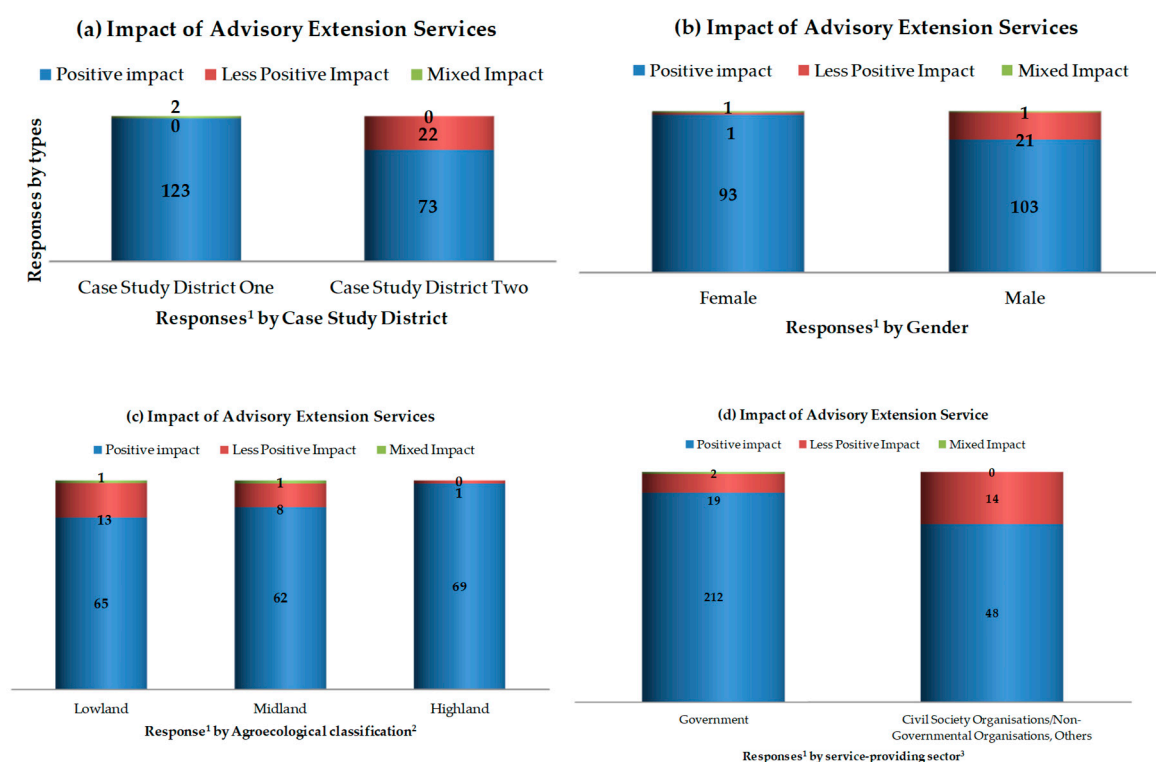 (a) Impact of Advisory Extension Services
Positive impact Less Positive Impact Mixed Impact
Responses by types
2
0
123
0
22
73
Case Study District One Case Study District Two
Responses¹ by Case Study District
(b) Impact of Advisory Extension Services
Positive impact Less Positive Impact Mixed Impact
1
1
93
1
21
103
Female Male
Responses¹ by Gender
(c) Impact of Advisory Extension Services
Positive impact Less Positive Impact Mixed Impact
1
13
65
1
8
62
0
1
69
Lowland Midland Highland
Response¹ by Agroecological classification²
(d) Impact of Advisory Extension Service
Positive impact Less Positive Impact Mixed Impact
2
19
212
0
14
48
Government Civil Society Organisations/Non-
Governmental Organisations, Others
Responses¹ by service-providing sector³